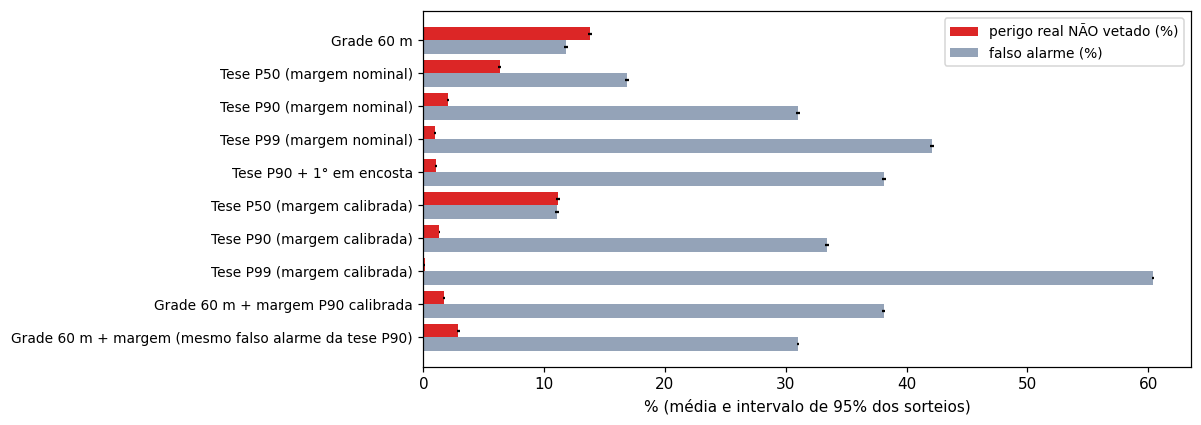 perigo real NÃO vetado (%)
falso alarme (%)
Grade 60 m
Tese P50 (margem nominal)
Tese P90 (margem nominal)
Tese P99 (margem nominal)
Tese P90 + 1° em encosta
Tese P50 (margem calibrada)
Tese P90 (margem calibrada)
Tese P99 (margem calibrada)
Grade 60 m + margem P90 calibrada
Grade 60 m + margem (mesmo falso alarme da tese P90)
0 10 20 30 40 50 60
% (média e intervalo de 95% dos sorteios)